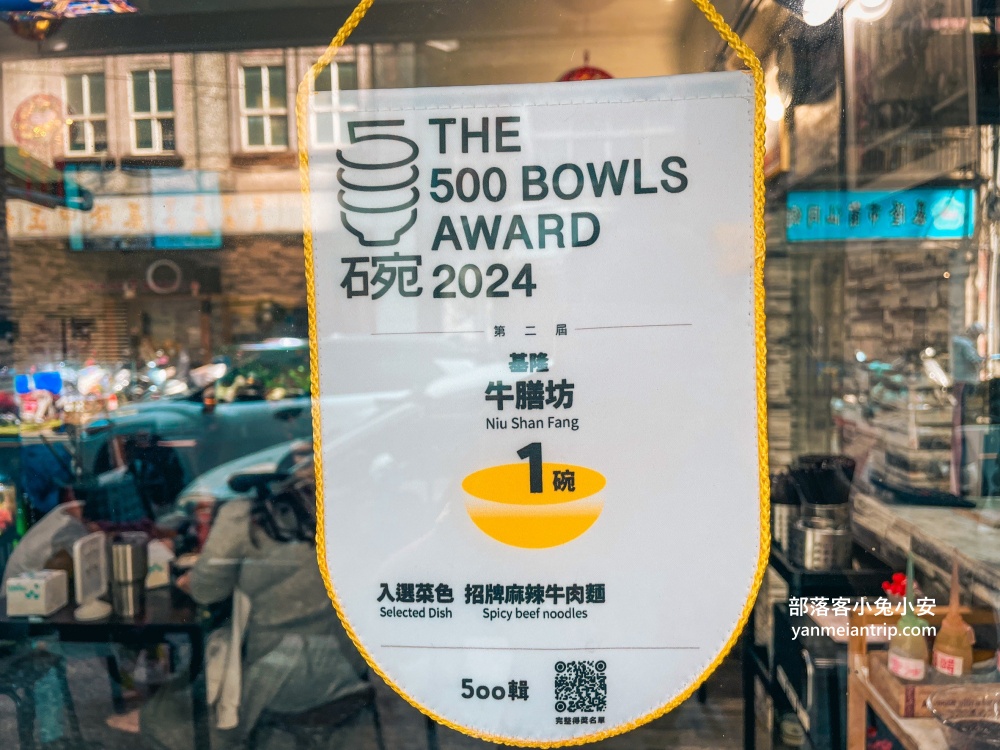 THE
500 BOWLS
AWARD
碗 2024
第二屆
基隆
牛膳坊
Niu Shan Fang
1碗
入選菜色 招牌麻辣牛肉麵
Selected Dish Spicy beef noodles
500輯
完整得獎名單
部落客小兔小安
yanmeiantrip.com